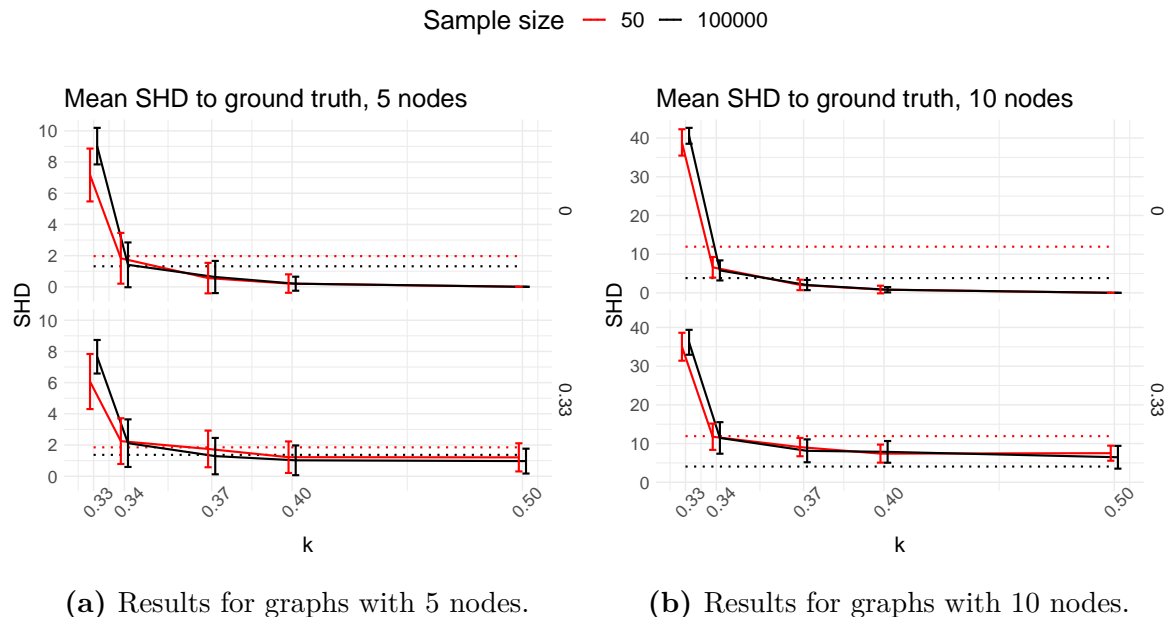 Sample size 50 100000
Mean SHD to ground truth, 5 nodes
10
8
6
4
2
0
0
10
8
6
4
2
0
0.33
SHD
0.33 0.34 0.37 0.40 0.50
k
(a) Results for graphs with 5 nodes.
Mean SHD to ground truth, 10 nodes
40
30
20
10
0
0
40
30
20
10
0
0.33
SHD
0.33 0.34 0.37 0.40 0.50
k
(b) Results for graphs with 10 nodes.